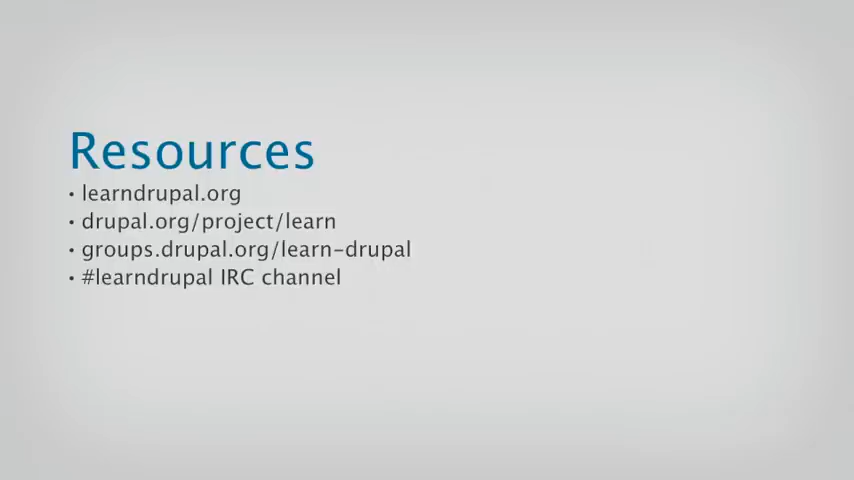 Resources
• learndrupal.org
• drupal.org/project/learn
• groups.drupal.org/learn-drupal
• #learndrupal IRC channel